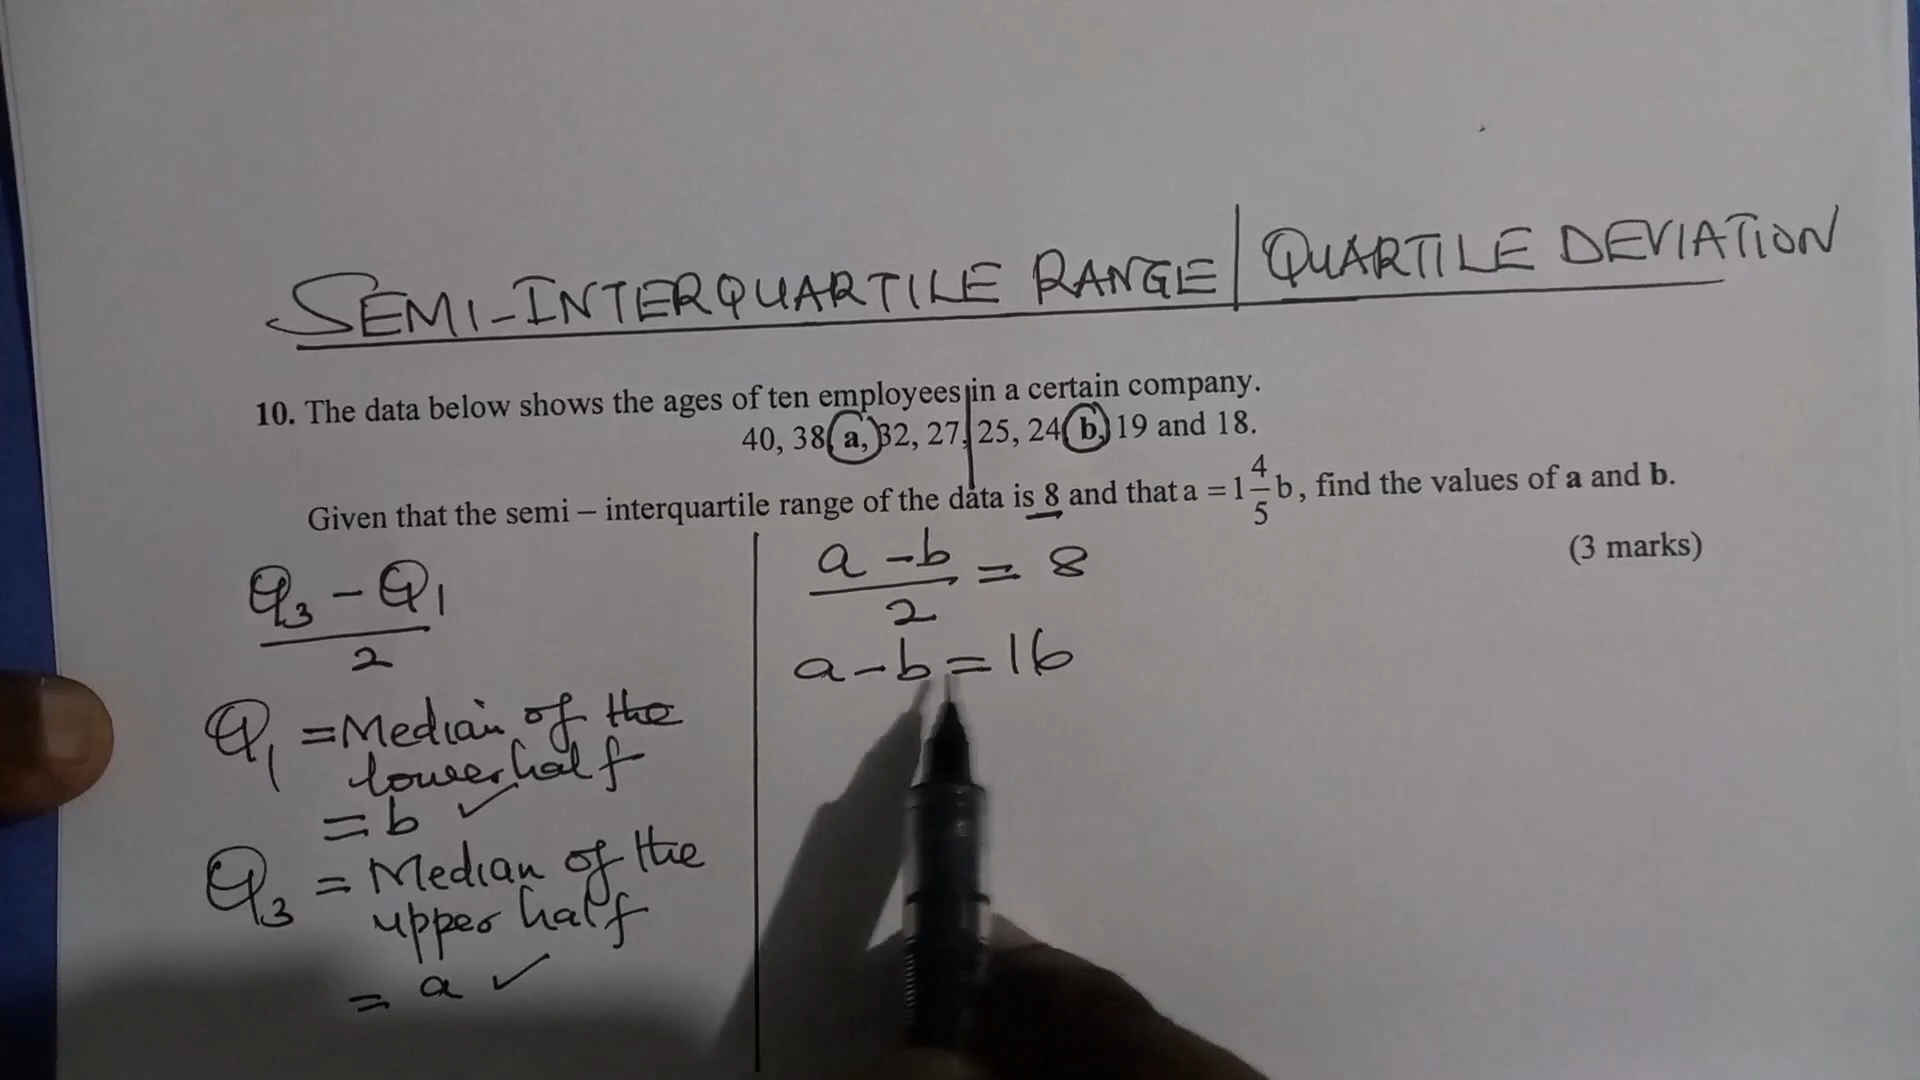 SEMI-INTERQUARTILE RANGE | QUARTILE DEVIATION
10. The data below shows the ages of ten employees in a certain company.
40, 38, a, 32, 27, 25, 24, b, 19 and 18.
Given that the semi – interquartile range of the data is 8 and that a = 1 4/5 b, find the values of a and b.
(3 marks)
Q3 - Q1
2
Q1 = Median of the
lower half
= b ✓
Q3 = Median of the
upper half
= a ✓
a - b = 8
2
a - b = 16